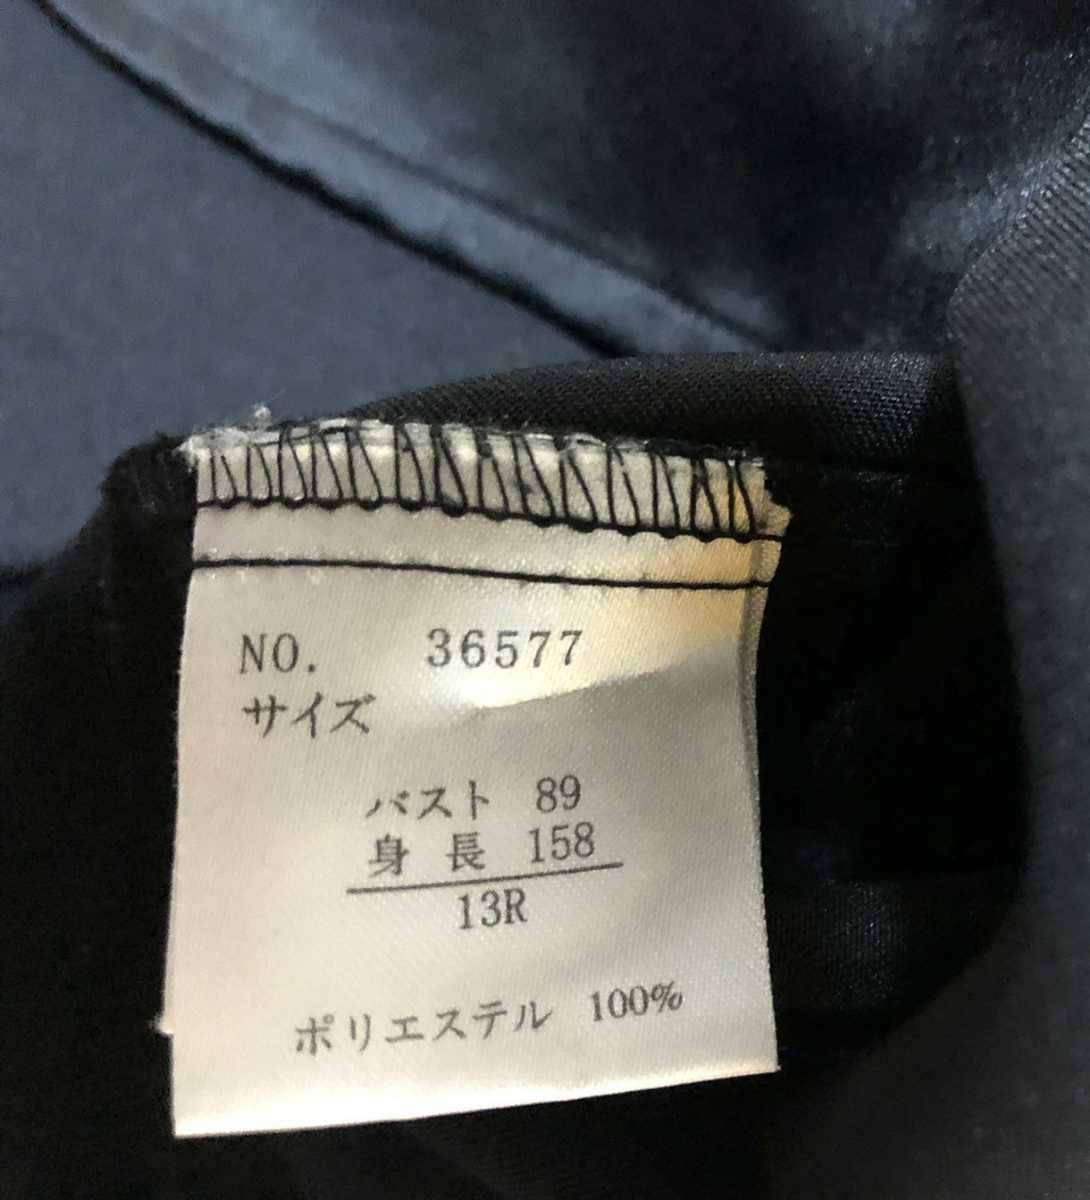 NO. 36577
サイズ
バスト 89
身長 158
13R
ポリエステル 100%